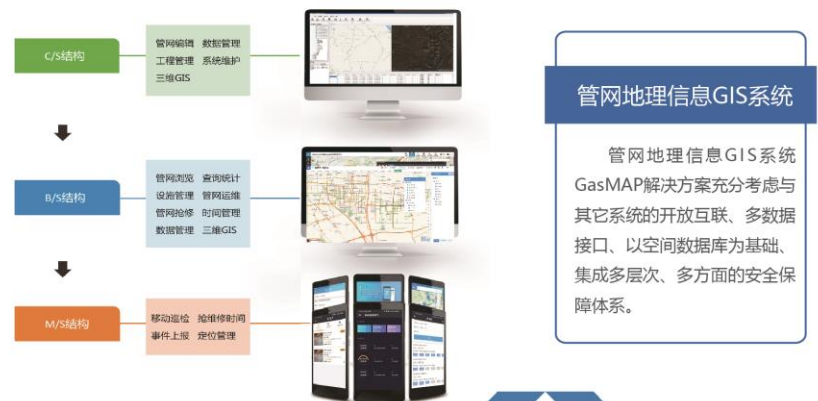 C/S结构
管网编辑 数据管理
工程管理 系统维护
三维GIS
B/S结构
管网浏览 查询统计
设施管理 管网运维
管网抢修 时间管理
数据管理 三维GIS
M/S结构
移动巡检 抢维修时间
事件上报 定位管理
管网地理信息GIS系统
管网地理信息GIS系统
GasMAP解决方案充分考虑与
其它系统的开放互联、多数据
接口、以空间数据库为基础、
集成多层次、多方面的安全保
障体系。